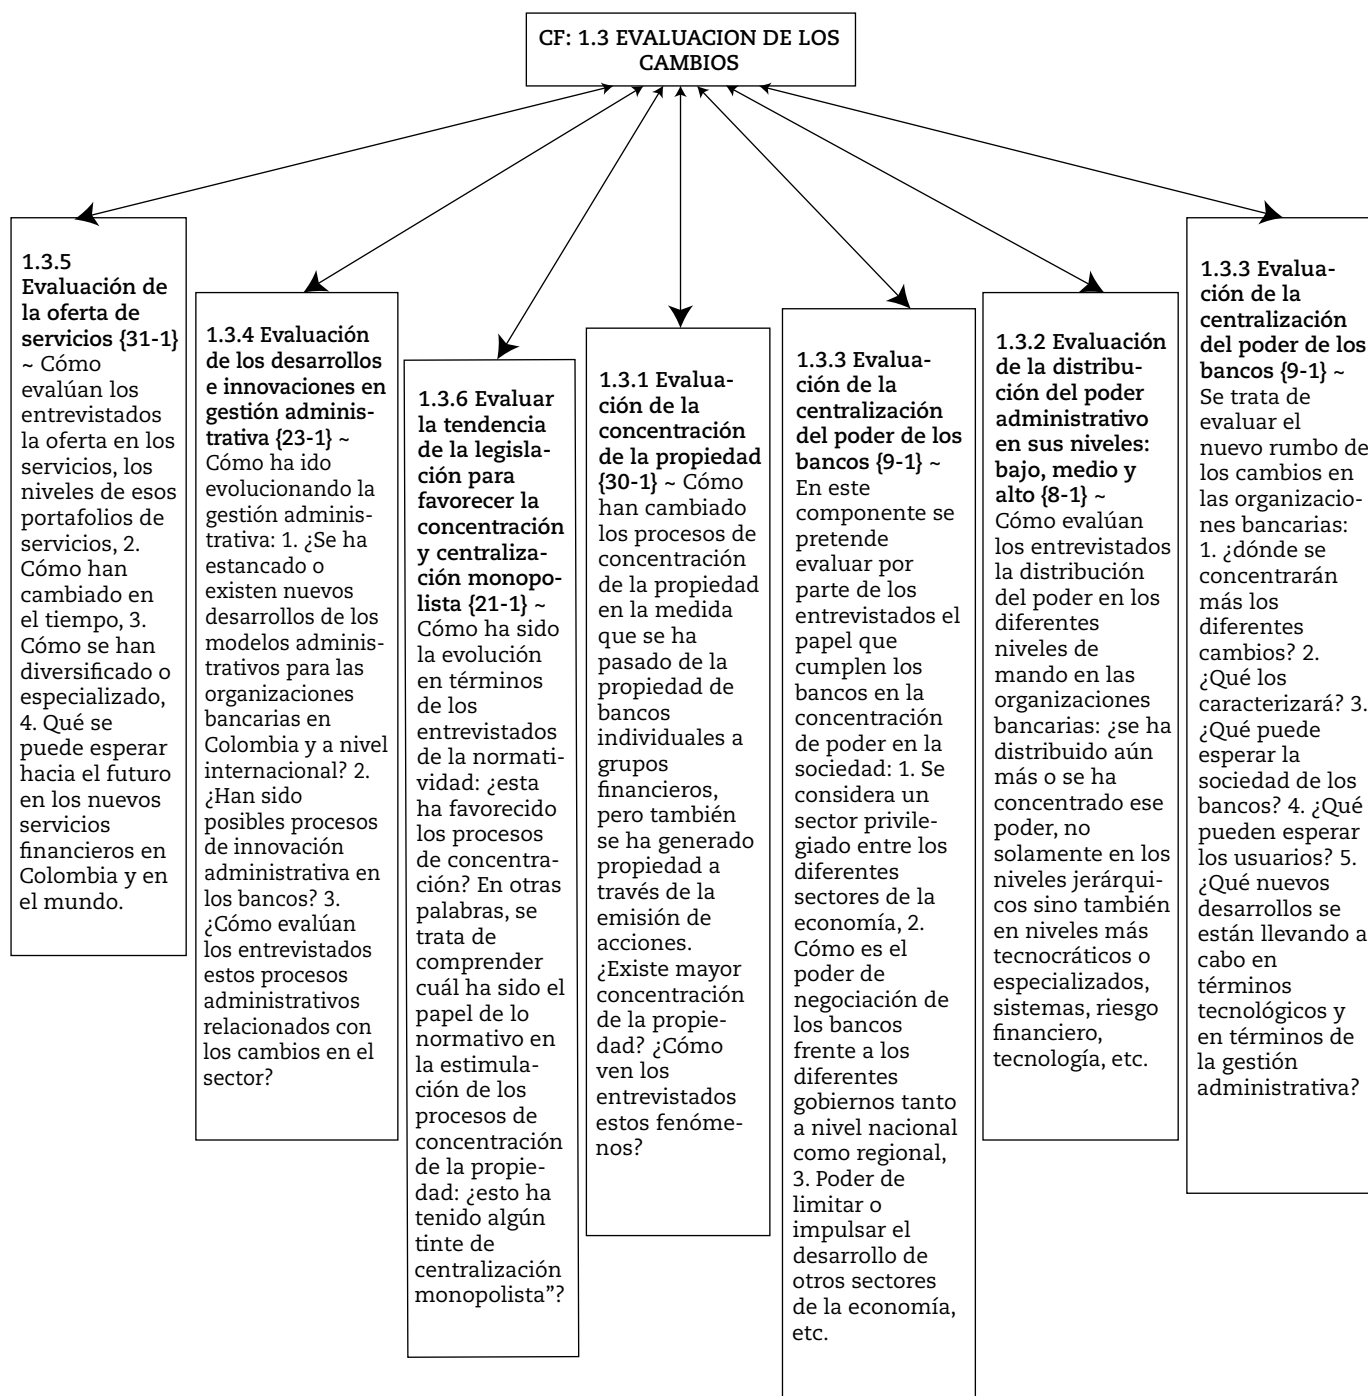 CF: 1.3 EVALUACION DE LOS
CAMBIOS
1.3.5
Evaluación de
la oferta de
servicios {31-1}
~ Cómo
evalúan los
entrevistados
la oferta en los
servicios, los
niveles de esos
portafolios de
servicios, 2.
Cómo han
cambiado en
el tiempo, 3.
Cómo se han
diversificado o
especializado,
4. Qué se
puede esperar
hacia el futuro
en los nuevos
servicios
financieros en
Colombia y en
el mundo.
1.3.4 Evaluación
de los desarrollos
e innovaciones en
gestión adminis-
trativa {23-1} ~
Cómo ha ido
evolucionando la
gestión adminis-
trativa: 1. ¿Se ha
estancado o
existen nuevos
desarrollos de los
modelos adminis-
trativos para las
organizaciones
bancarias en
Colombia y a nivel
internacional? 2.
¿Han sido
posibles procesos
de innovación
administrativa en
los bancos? 3.
¿Cómo evalúan
los entrevistados
estos procesos
administrativos
relacionados con
los cambios en el
sector?
1.3.6 Evaluar
la tendencia
de la legisla-
ción para
favorecer la
concentración
y centraliza-
ción monopo-
lista {21-1} ~
Cómo ha sido
la evolución
en términos
de los
entrevistados
de la normati-
vidad: ¿esta
ha favorecido
los procesos
de concentra-
ción? En otras
palabras, se
trata de
comprender
cuál ha sido el
papel de lo
normativo en
la estimula-
ción de los
procesos de
concentración
de la propie-
dad: ¿esto ha
tenido algún
tinte de
centralización
monopolista”?
1.3.1 Evalua-
ción de la
concentración
de la propiedad
{30-1} ~ Cómo
han cambiado
los procesos de
concentración
de la propiedad
en la medida
que se ha
pasado de la
propiedad de
bancos
individuales a
grupos
financieros,
pero también
se ha generado
propiedad a
través de la
emisión de
acciones.
¿Existe mayor
concentración
de la propie-
dad? ¿Cómo
ven los
entrevistados
estos fenóme-
nos?
1.3.3 Evalua-
ción de la
centralización
del poder de los
bancos {9-1} ~
En este
componente se
pretende
evaluar por
parte de los
entrevistados el
papel que
cumplen los
bancos en la
concentración
de poder en la
sociedad: 1. Se
considera un
sector privile-
giado entre los
diferentes
sectores de la
economía, 2.
Cómo es el
poder de
negociación de
los bancos
frente a los
diferentes
gobiernos tanto
a nivel nacional
como regional,
3. Poder de
limitar o
impulsar el
desarrollo de
otros sectores
de la economía,
etc.
1.3.2 Evaluación
de la distribu-
ción del poder
administrativo
en sus niveles:
bajo, medio y
alto {8-1} ~
Cómo evalúan
los entrevistados
la distribución
del poder en los
diferentes
niveles de
mando en las
organizaciones
bancarias: ¿se ha
distribuido aún
más o se ha
concentrado ese
poder, no
solamente en los
niveles jerárqui-
cos sino también
en niveles más
tecnocráticos o
especializados,
sistemas, riesgo
financiero,
tecnología, etc.
1.3.3 Evalua-
ción de la
centralización
del poder de los
bancos {9-1} ~
Se trata de
evaluar el
nuevo rumbo de
los cambios en
las organizacio-
nes bancarias:
1. ¿dónde se
concentrarán
más los
diferentes
cambios? 2.
¿Qué los
caracterizará? 3.
¿Qué puede
esperar la
sociedad de los
bancos? 4. ¿Qué
pueden esperar
los usuarios? 5.
¿Qué nuevos
desarrollos se
están llevando a
cabo en
términos
tecnológicos y
en términos de
la gestión
administrativa?